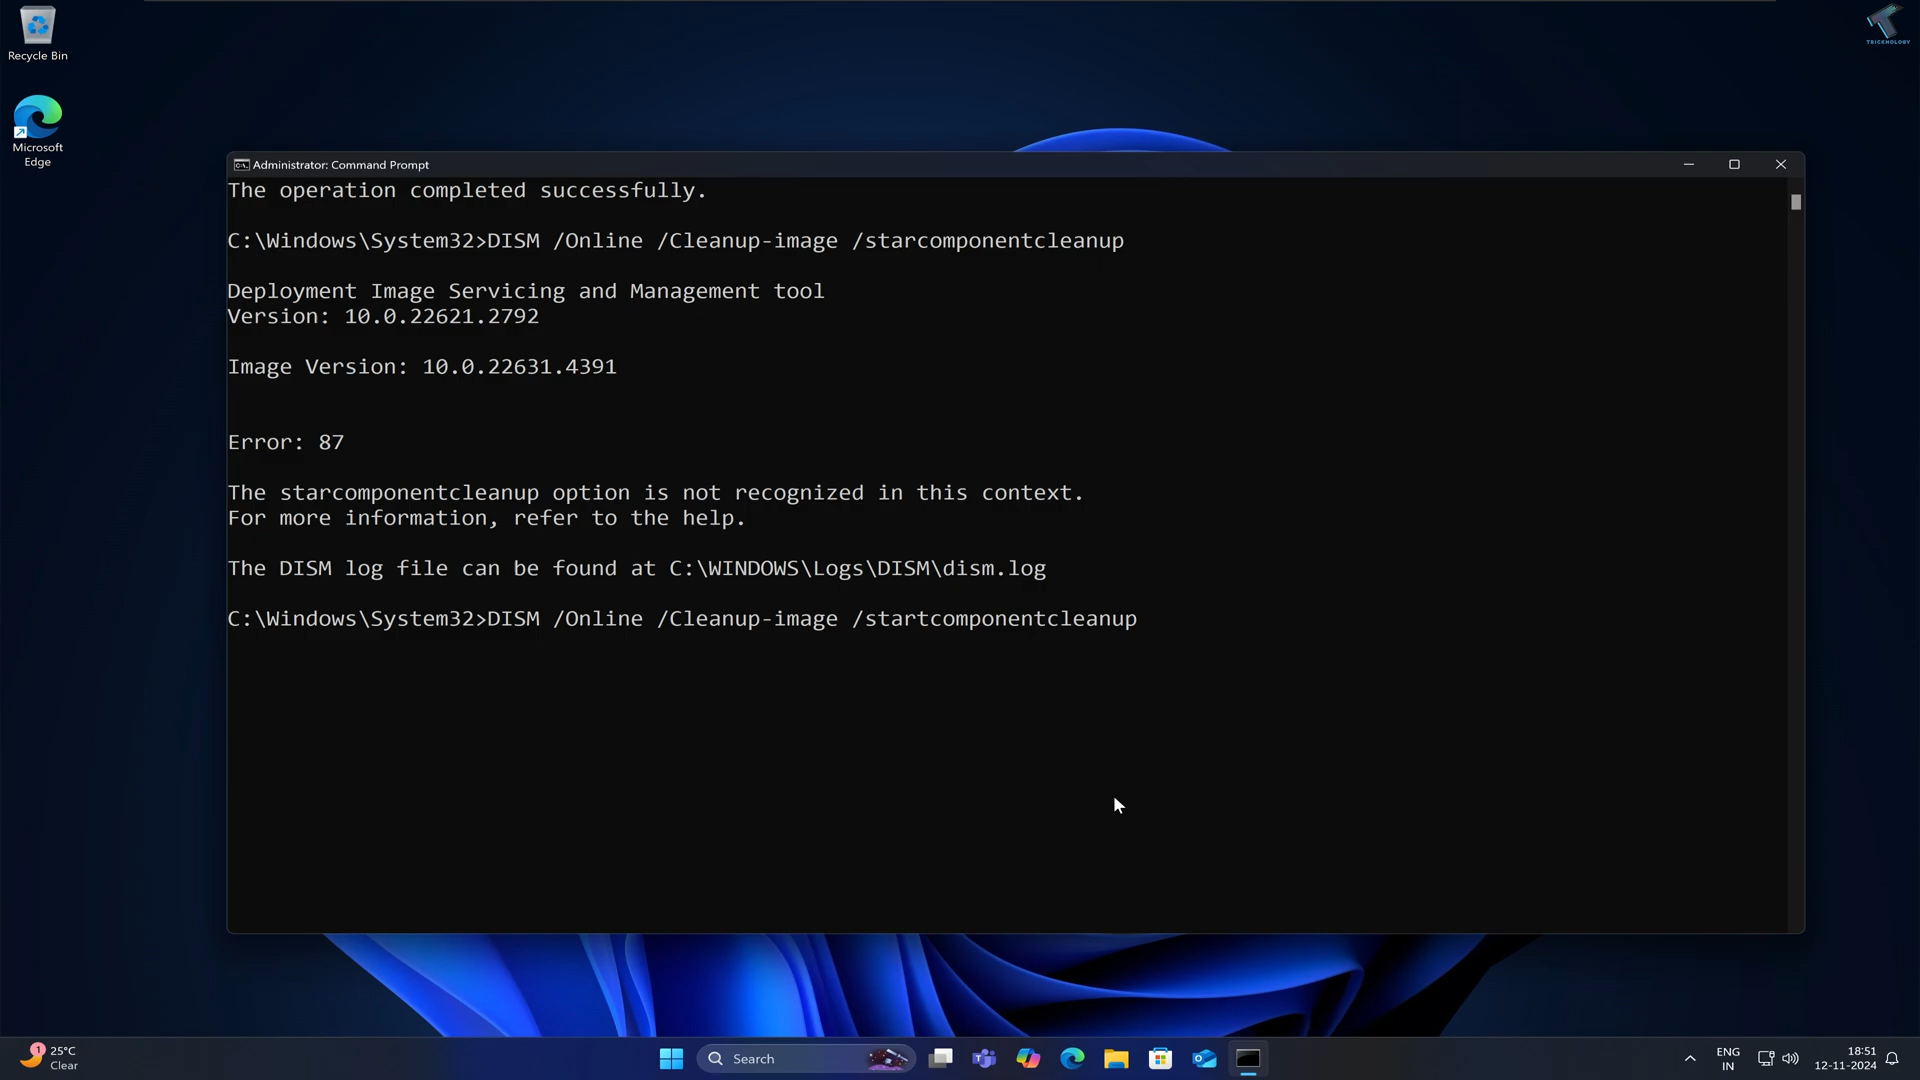 Recycle Bin
Microsoft
Edge
TRICKNOLOGY
Administrator: Command Prompt
The operation completed successfully.
C:\Windows\System32>DISM /Online /Cleanup-image /starcomponentcleanup
Deployment Image Servicing and Management tool
Version: 10.0.22621.2792
Image Version: 10.0.22631.4391
Error: 87
The starcomponentcleanup option is not recognized in this context.
For more information, refer to the help.
The DISM log file can be found at C:\WINDOWS\Logs\DISM\dism.log
C:\Windows\System32>DISM /Online /Cleanup-image /startcomponentcleanup
1
25°C
Clear
Search
ENG
IN
18:51
12-11-2024